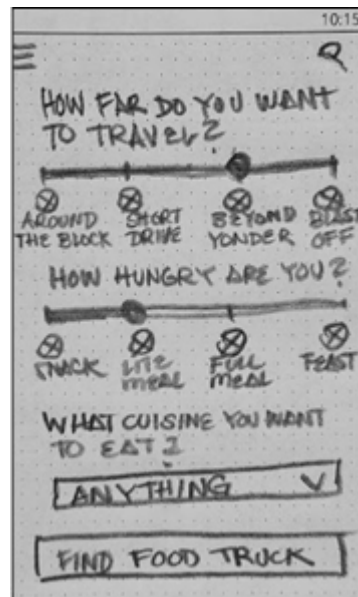 10:15
HOW FAR DO YOU WANT
TO TRAVEL?
AROUND THE BLOCK
SHORT DRIVE
BEYOND YONDER
BLAST OFF
HOW HUNGRY ARE YOU?
SNACK
LITE MEAL
FULL MEAL
FEAST
WHAT CUISINE YOU WANT
TO EAT?
ANYTHING
FIND FOOD TRUCK